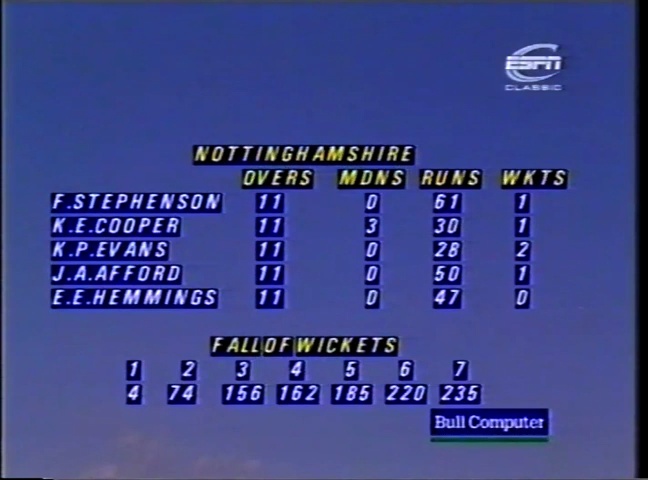 ESPN
CLASSIC
NOTTINGHAMSHIRE
OVERS MDNS RUNS WKTS
F.STEPHENSON 11 0 61 1
K.E.COOPER 11 3 30 1
K.P.EVANS 11 0 28 2
J.A.AFFORD 11 0 50 1
E.E.HEMMINGS 11 0 47 0
FALL OF WICKETS
1 2 3 4 5 6 7
4 74 156 162 185 220 235
Bull Computer